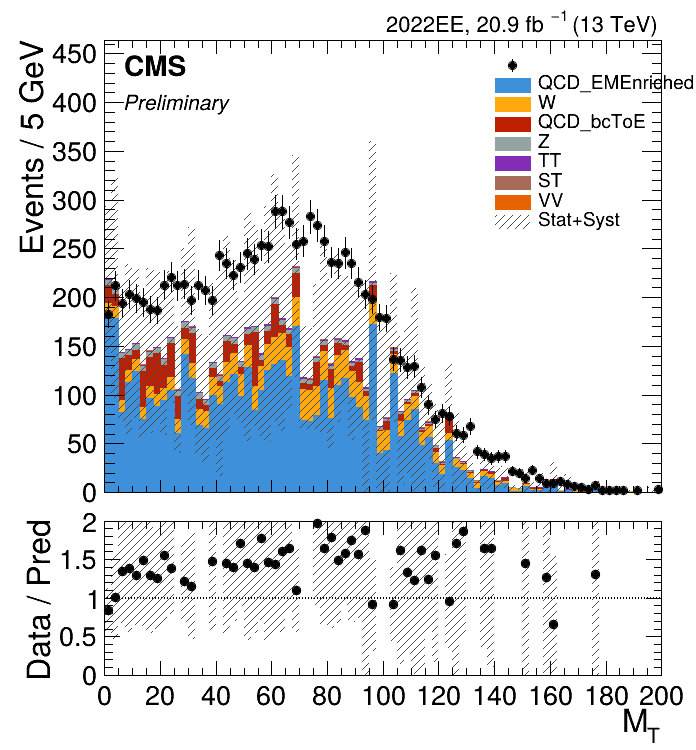 2022EE, 20.9 fb⁻¹ (13 TeV)
CMS
Preliminary
QCD_EMEnriched
W
QCD_bcToE
Z
TT
ST
VV
Stat+Syst
Events / 5 GeV
450
400
350
300
250
200
150
100
50
0
Data / Pred
2
1.5
1
0.5
0
0 20 40 60 80 100 120 140 160 180 200
M_T